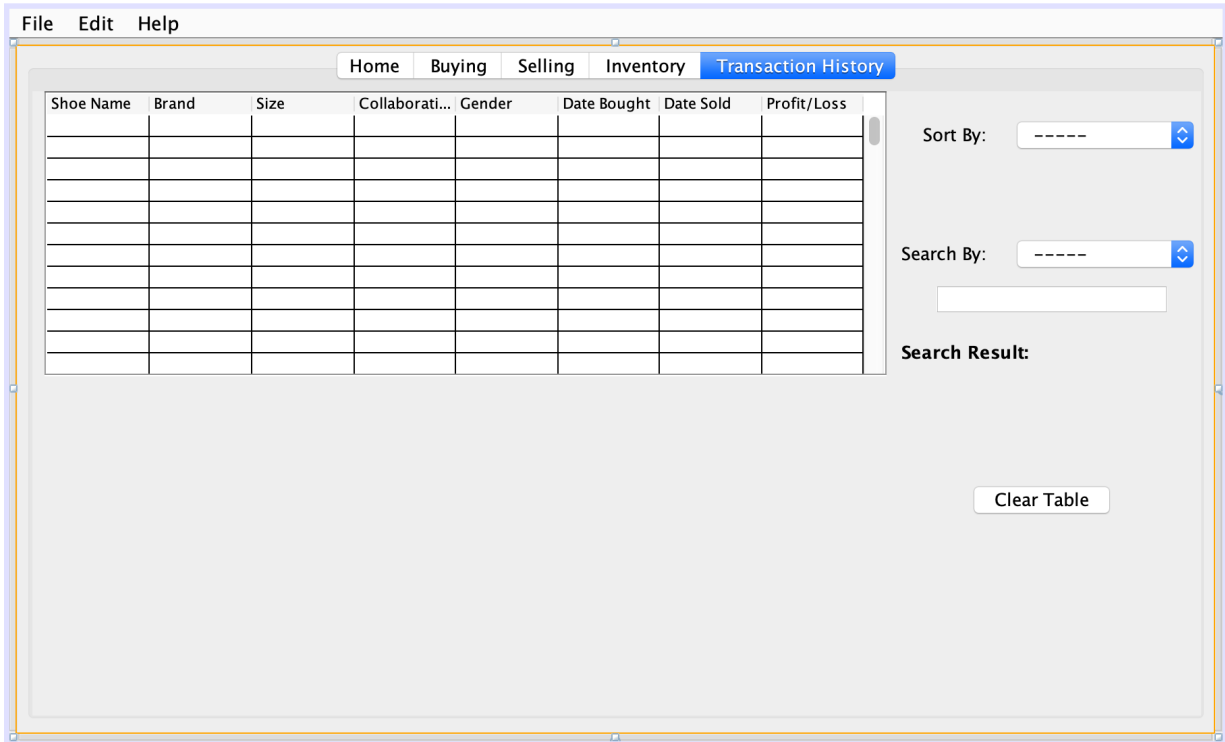 File Edit Help
Home Buying Selling Inventory Transaction History
Shoe Name Brand Size Collaborati... Gender Date Bought Date Sold Profit/Loss
Sort By: -----
Search By: -----
Search Result:
Clear Table